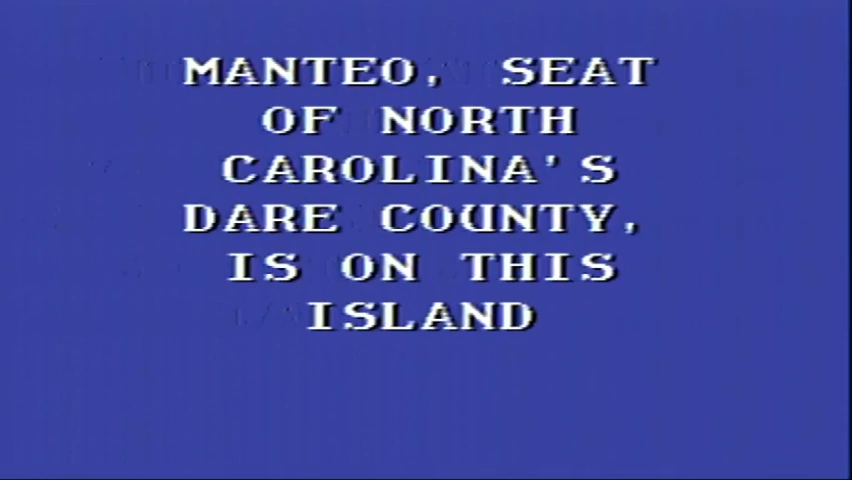 MANTEO, SEAT
OF NORTH
CAROLINA'S
DARE COUNTY,
IS ON THIS
ISLAND